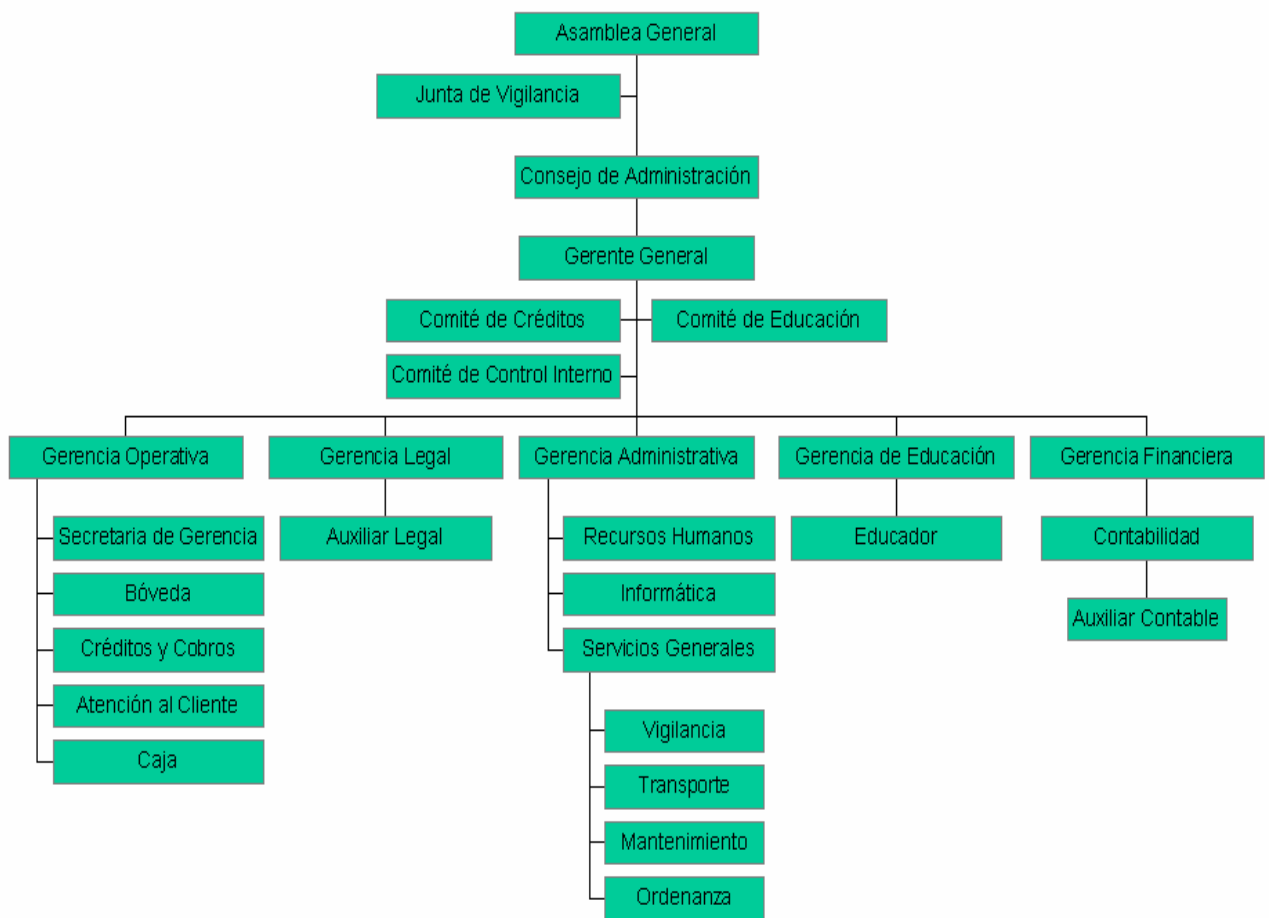 Asamblea General
Junta de Vigilancia
Consejo de Administración
Gerente General
Comité de Créditos
Comité de Educación
Comité de Control Interno
Gerencia Operativa
Gerencia Legal
Gerencia Administrativa
Gerencia de Educación
Gerencia Financiera
Secretaria de Gerencia
Auxiliar Legal
Recursos Humanos
Educador
Contabilidad
Bóveda
Informática
Auxiliar Contable
Créditos y Cobros
Servicios Generales
Atención al Cliente
Vigilancia
Caja
Transporte
Mantenimiento
Ordenanza